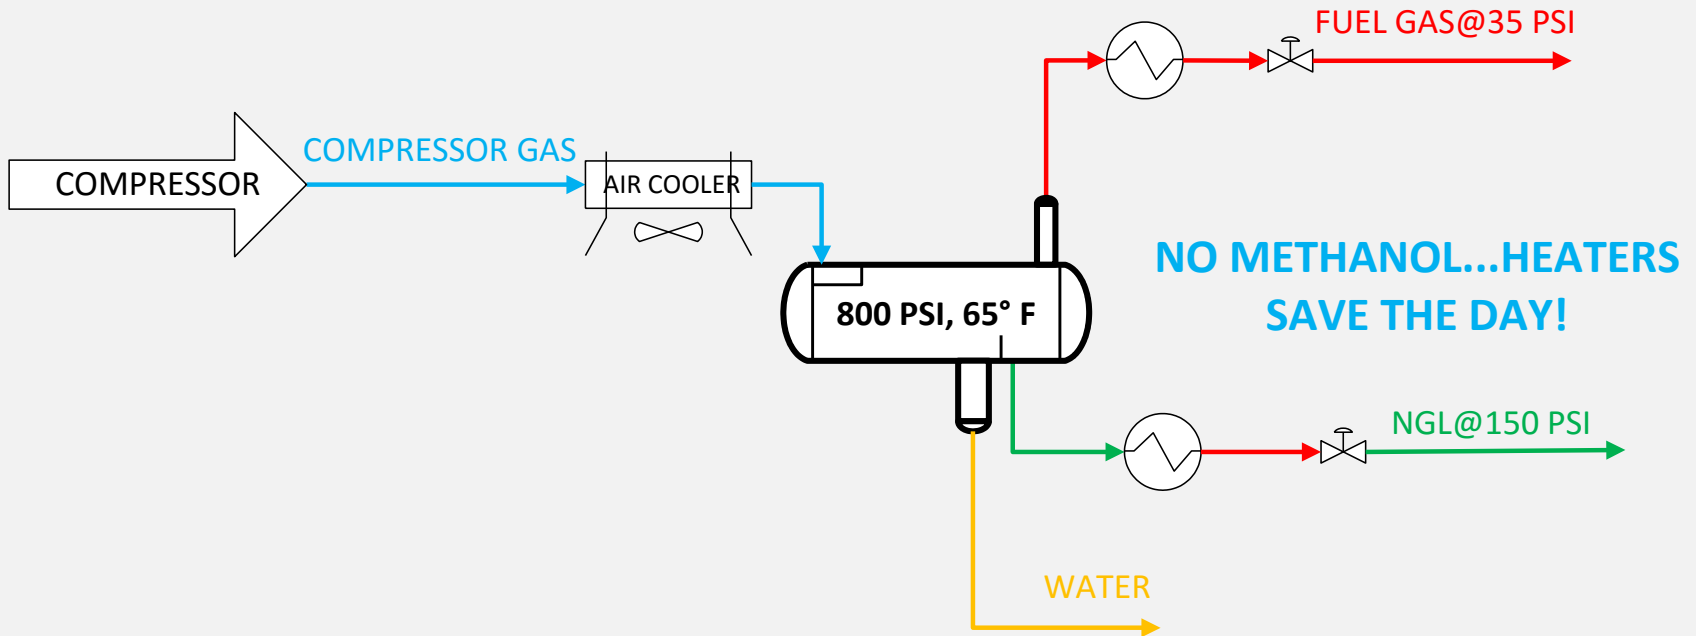 FUEL GAS@35 PSI
COMPRESSOR GAS
COMPRESSOR
AIR COOLER
NO METHANOL...HEATERS
SAVE THE DAY!
800 PSI, 65° F
NGL@150 PSI
WATER